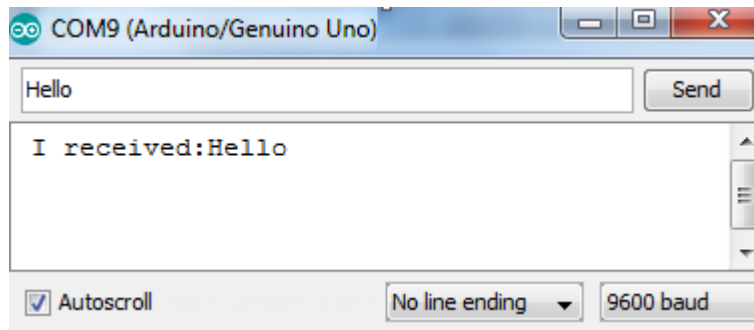 COM9 (Arduino/Genuino Uno)
Hello
Send
I received:Hello
Autoscroll
No line ending
9600 baud